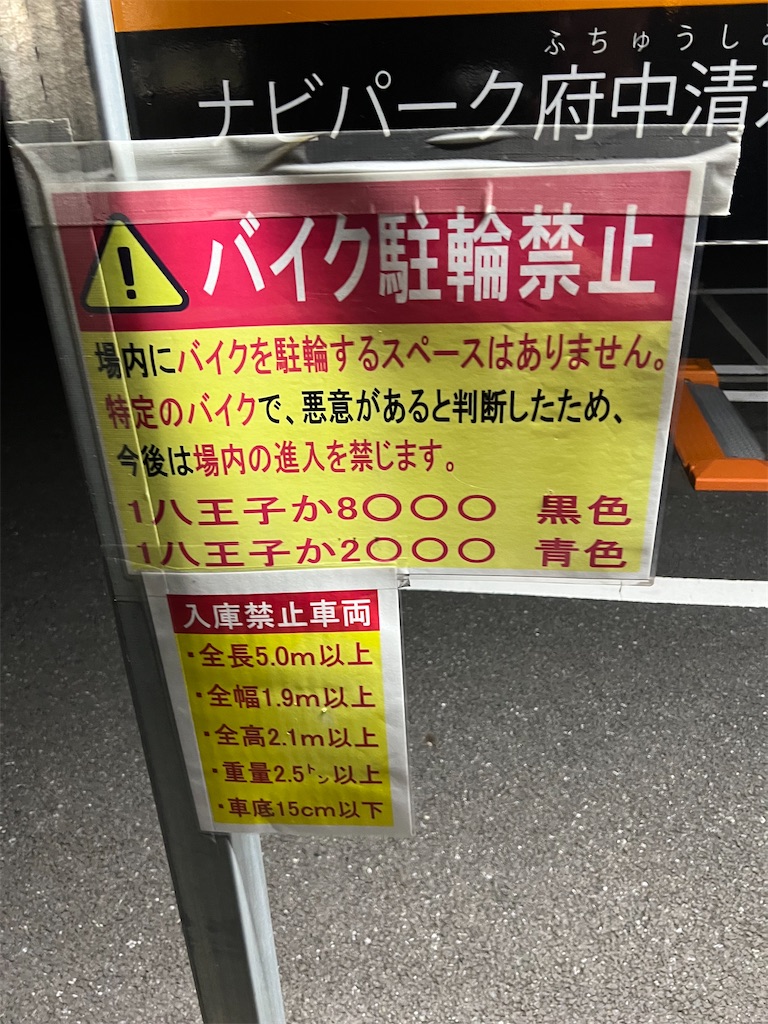 ふちゅうし
ナビパーク府中清
バイク駐輪禁止
場内にバイクを駐輪するスペースはありません。
特定のバイクで、悪意があると判断したため、
今後は場内の進入を禁じます。
1八王子か8〇〇〇 黒色
1八王子か2〇〇〇 青色
入庫禁止車両
・全長5.0m以上
・全幅1.9m以上
・全高2.1m以上
・重量2.5㌧以上
・車底15cm以下